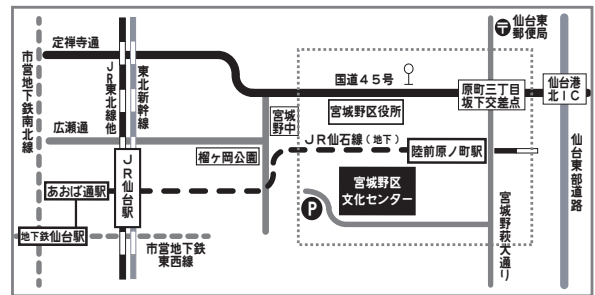 定禅寺通
市営地下鉄南北線
JR東北線他
東北新幹線
国道45号
〒仙台東
郵便局
原町三丁目
坂下交差点
仙台港
北IC
宮城
野中
宮城野区役所
広瀬通
榴ヶ岡公園
JR仙石線(地下)
陸前原ノ町駅
仙台東部道路
JR仙台駅
あおば通駅
宮城野区
文化センター
P
宮城野萩大通り
地下鉄仙台駅
市営地下鉄
東西線